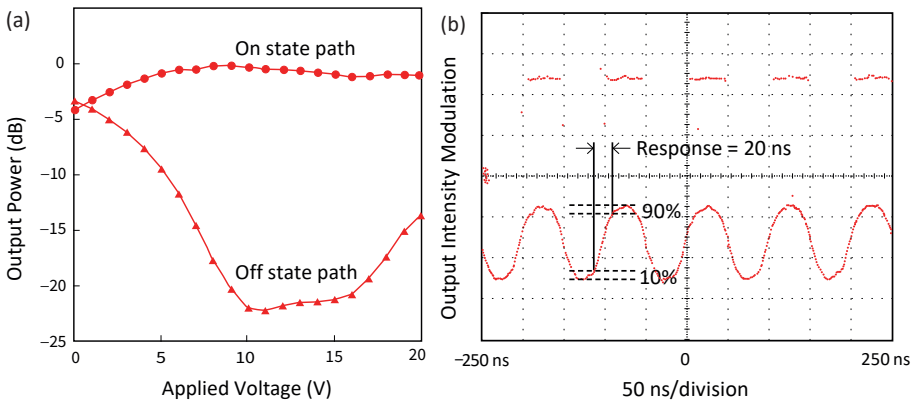 (a)
On state path
Off state path
Output Power (dB)
0
−5
−10
−15
−20
−25
0
5
10
15
20
Applied Voltage (V)
(b)
Output Intensity Modulation
Response = 20 ns
90%
10%
−250 ns
0
250 ns
50 ns/division